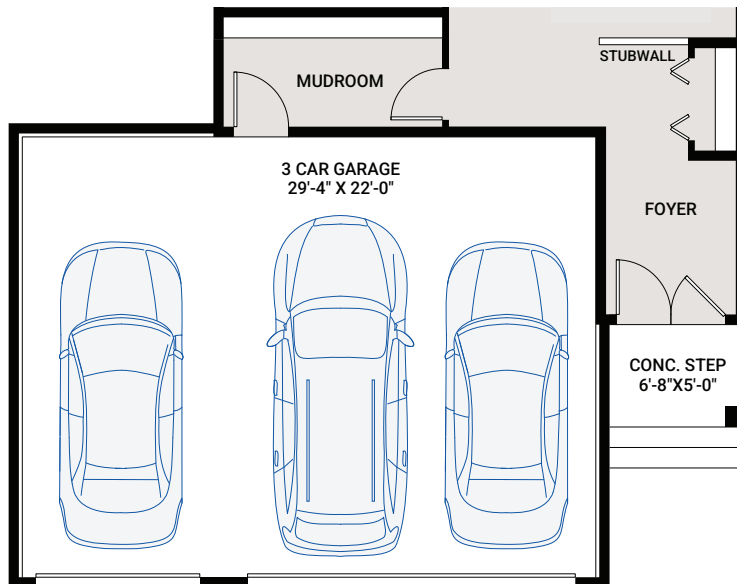 STUBWALL
MUDROOM
3 CAR GARAGE
29'-4" X 22'-0"
FOYER
CONC. STEP
6'-8"X5'-0"